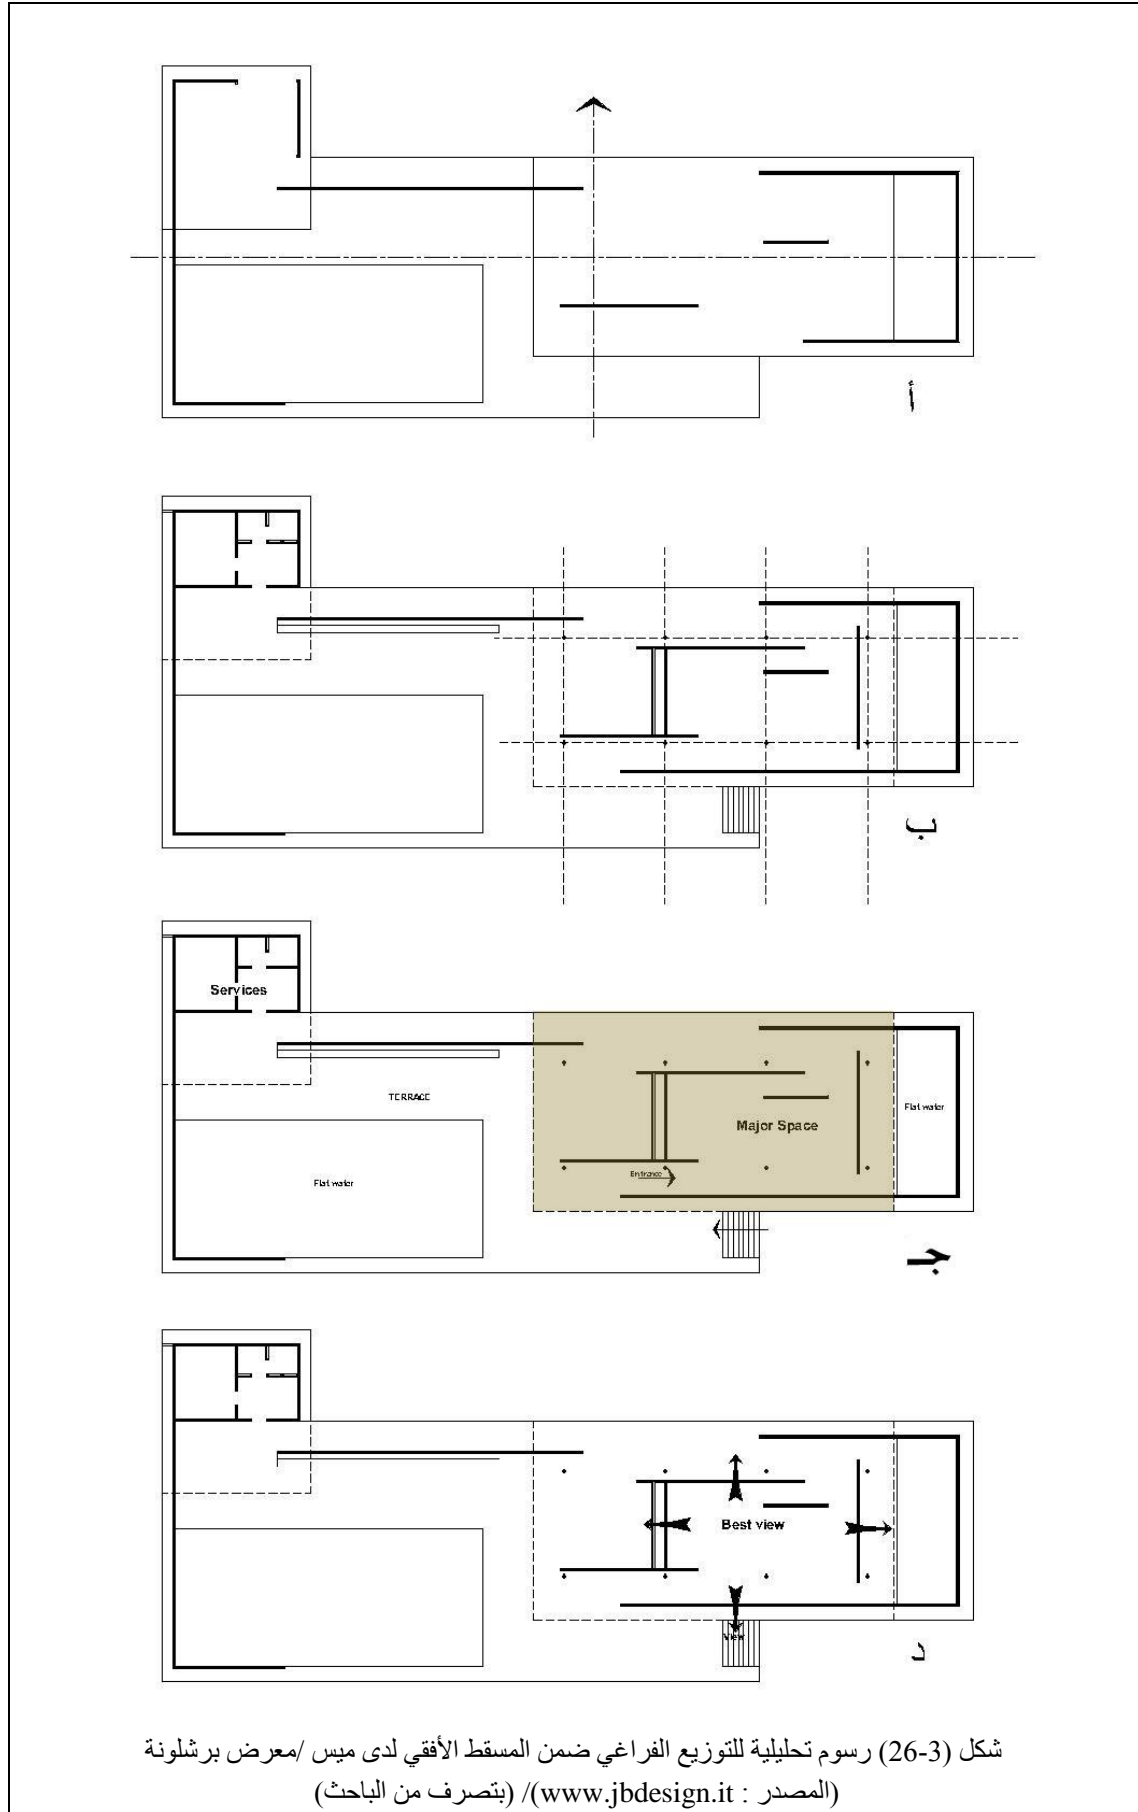 أ
ب
Services
TERRACE
Flat water
Major Space
Entrance
Flat water
جـ
Best view
View
د
شكل (3-26) رسوم تحليلية للتوزيع الفراغي ضمن المسقط الأفقي لدى ميس /معرض برشلونة
(المصدر : www.jbdesign.it)/ (بتصرف من الباحث)